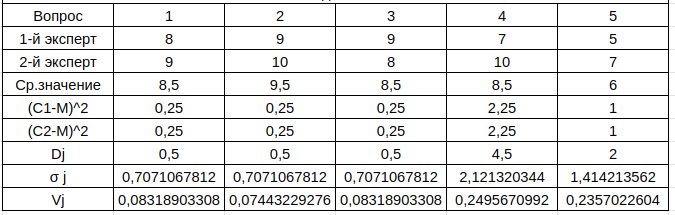 Вопрос 1 2 3 4 5
1-й эксперт 8 9 9 7 5
2-й эксперт 9 10 8 10 7
Ср.значение 8,5 9,5 8,5 8,5 6
(C1-M)^2 0,25 0,25 0,25 2,25 1
(C2-M)^2 0,25 0,25 0,25 2,25 1
Dj 0,5 0,5 0,5 4,5 2
σ j 0,7071067812 0,7071067812 0,7071067812 2,121320344 1,414213562
Vj 0,08318903308 0,07443229276 0,08318903308 0,2495670992 0,2357022604